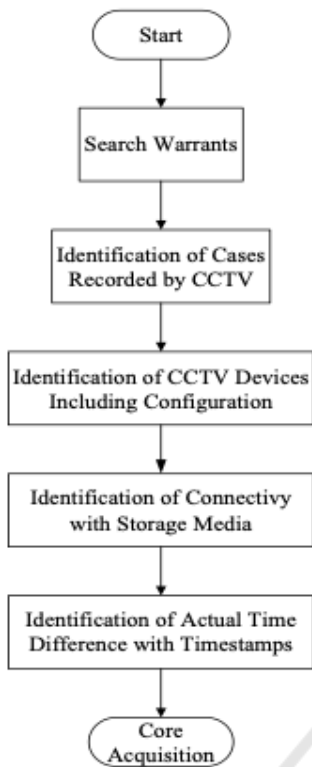 Start
Search Warrants
Identification of Cases
Recorded by CCTV
Identification of CCTV Devices
Including Configuration
Identification of Connectivy
with Storage Media
Identification of Actual Time
Difference with Timestamps
Core
Acquisition